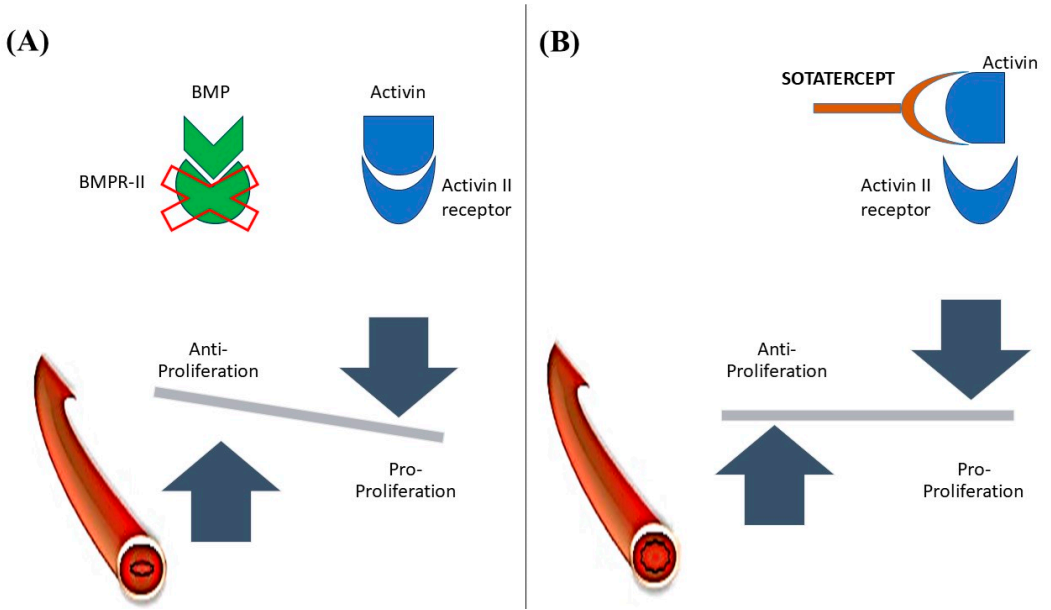 (A)
BMP
Activin
BMPR-II
Activin II
receptor
Anti-
Proliferation
Pro-
Proliferation
(B)
SOTATERCEPT
Activin
Activin II
receptor
Anti-
Proliferation
Pro-
Proliferation